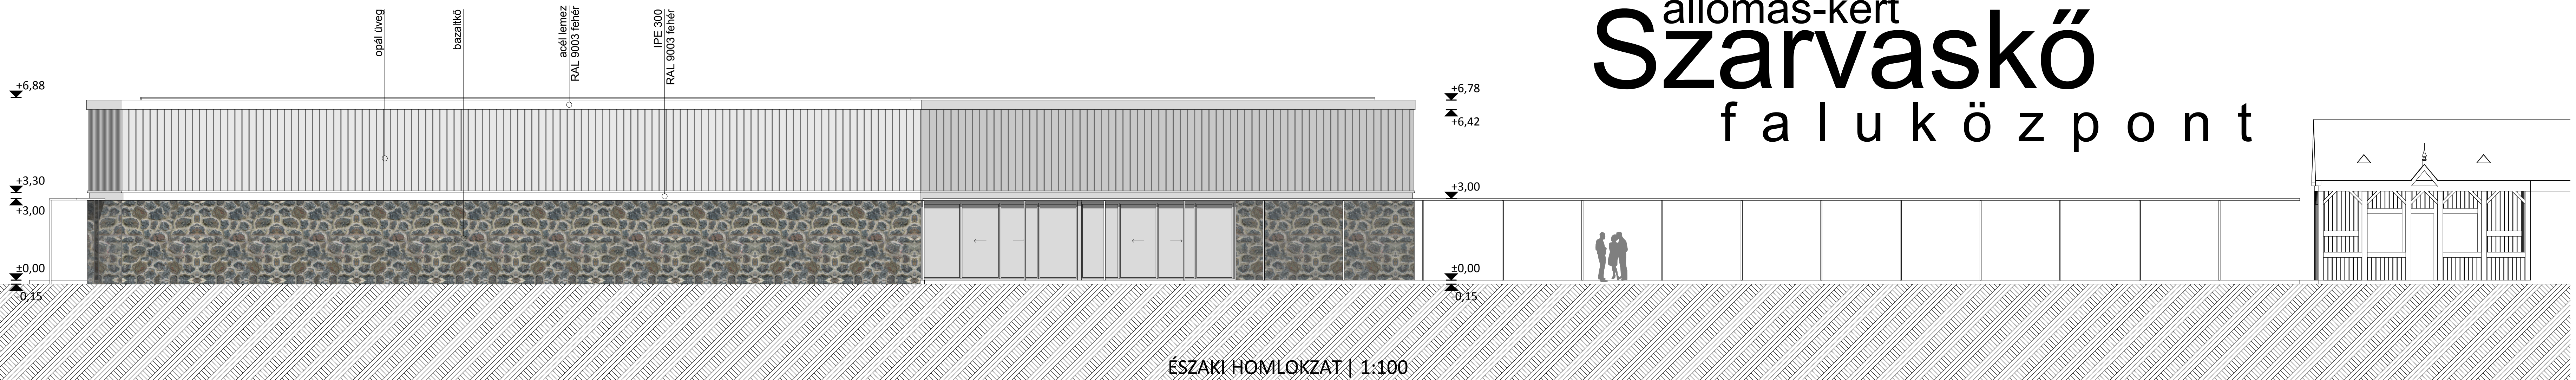 állomás-kert
Szarvaskő
faluközpont
opál üveg
bazaltkő
acél lemez
RAL 9003 fehér
IPE 300
RAL 9003 fehér
+6,88
+3,30
+3,00
±0,00
-0,15
+6,78
+6,42
+3,00
±0,00
-0,15
ÉSZAKI HOMLOKZAT | 1:100